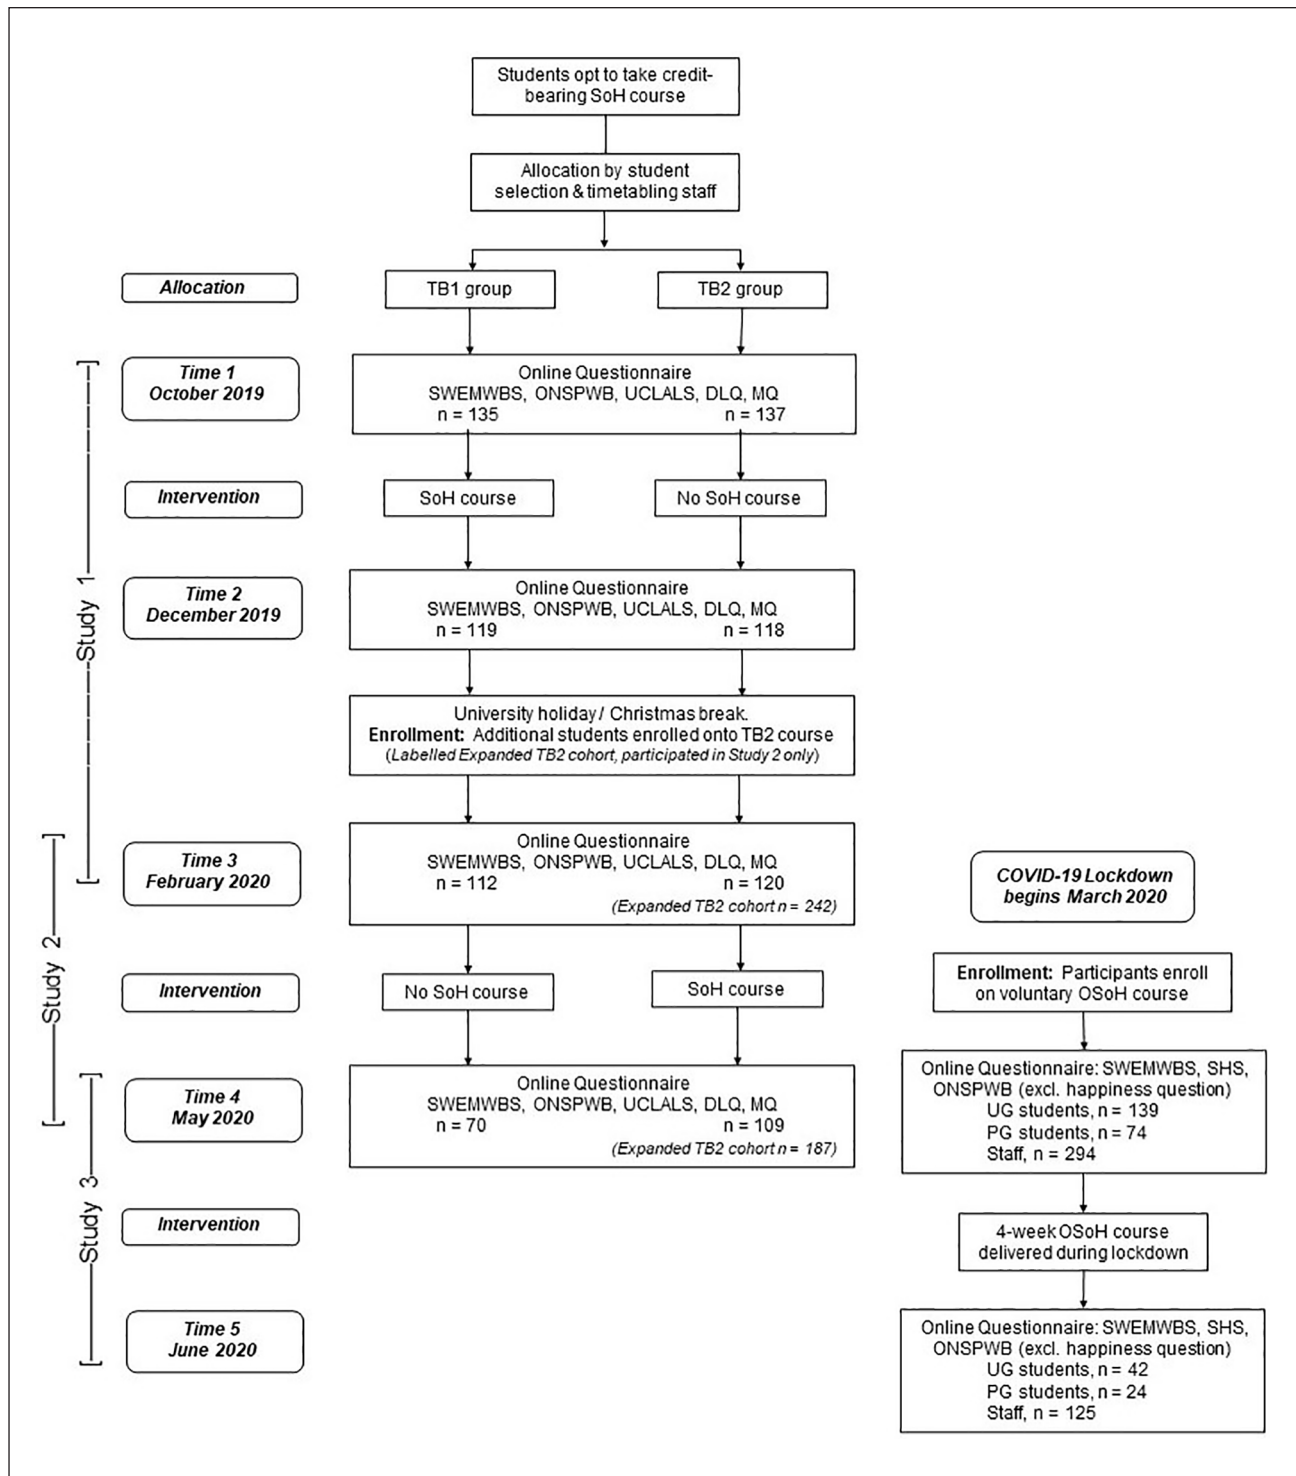 Students opt to take credit-
bearing SoH course
Allocation by student
selection & timetabling staff
Allocation
TB1 group
TB2 group
Study 1
Time 1
October 2019
Online Questionnaire
SWEMWBS, ONSPWB, UCLALS, DLQ, MQ
n = 135 n = 137
Intervention
SoH course
No SoH course
Time 2
December 2019
Online Questionnaire
SWEMWBS, ONSPWB, UCLALS, DLQ, MQ
n = 119 n = 118
University holiday / Christmas break.
Enrollment: Additional students enrolled onto TB2 course
(Labelled Expanded TB2 cohort, participated in Study 2 only)
Study 2
Time 3
February 2020
Online Questionnaire
SWEMWBS, ONSPWB, UCLALS, DLQ, MQ
n = 112 n = 120
(Expanded TB2 cohort n = 242)
Intervention
No SoH course
SoH course
Study 3
Time 4
May 2020
Online Questionnaire
SWEMWBS, ONSPWB, UCLALS, DLQ, MQ
n = 70 n = 109
(Expanded TB2 cohort n = 187)
Intervention
Time 5
June 2020
COVID-19 Lockdown
begins March 2020
Enrollment: Participants enroll
on voluntary OSoH course
Online Questionnaire: SWEMWBS, SHS,
ONSPWB (excl. happiness question)
UG students, n = 139
PG students, n = 74
Staff, n = 294
4-week OSoH course
delivered during lockdown
Online Questionnaire: SWEMWBS, SHS,
ONSPWB (excl. happiness question)
UG students, n = 42
PG students, n = 24
Staff, n = 125